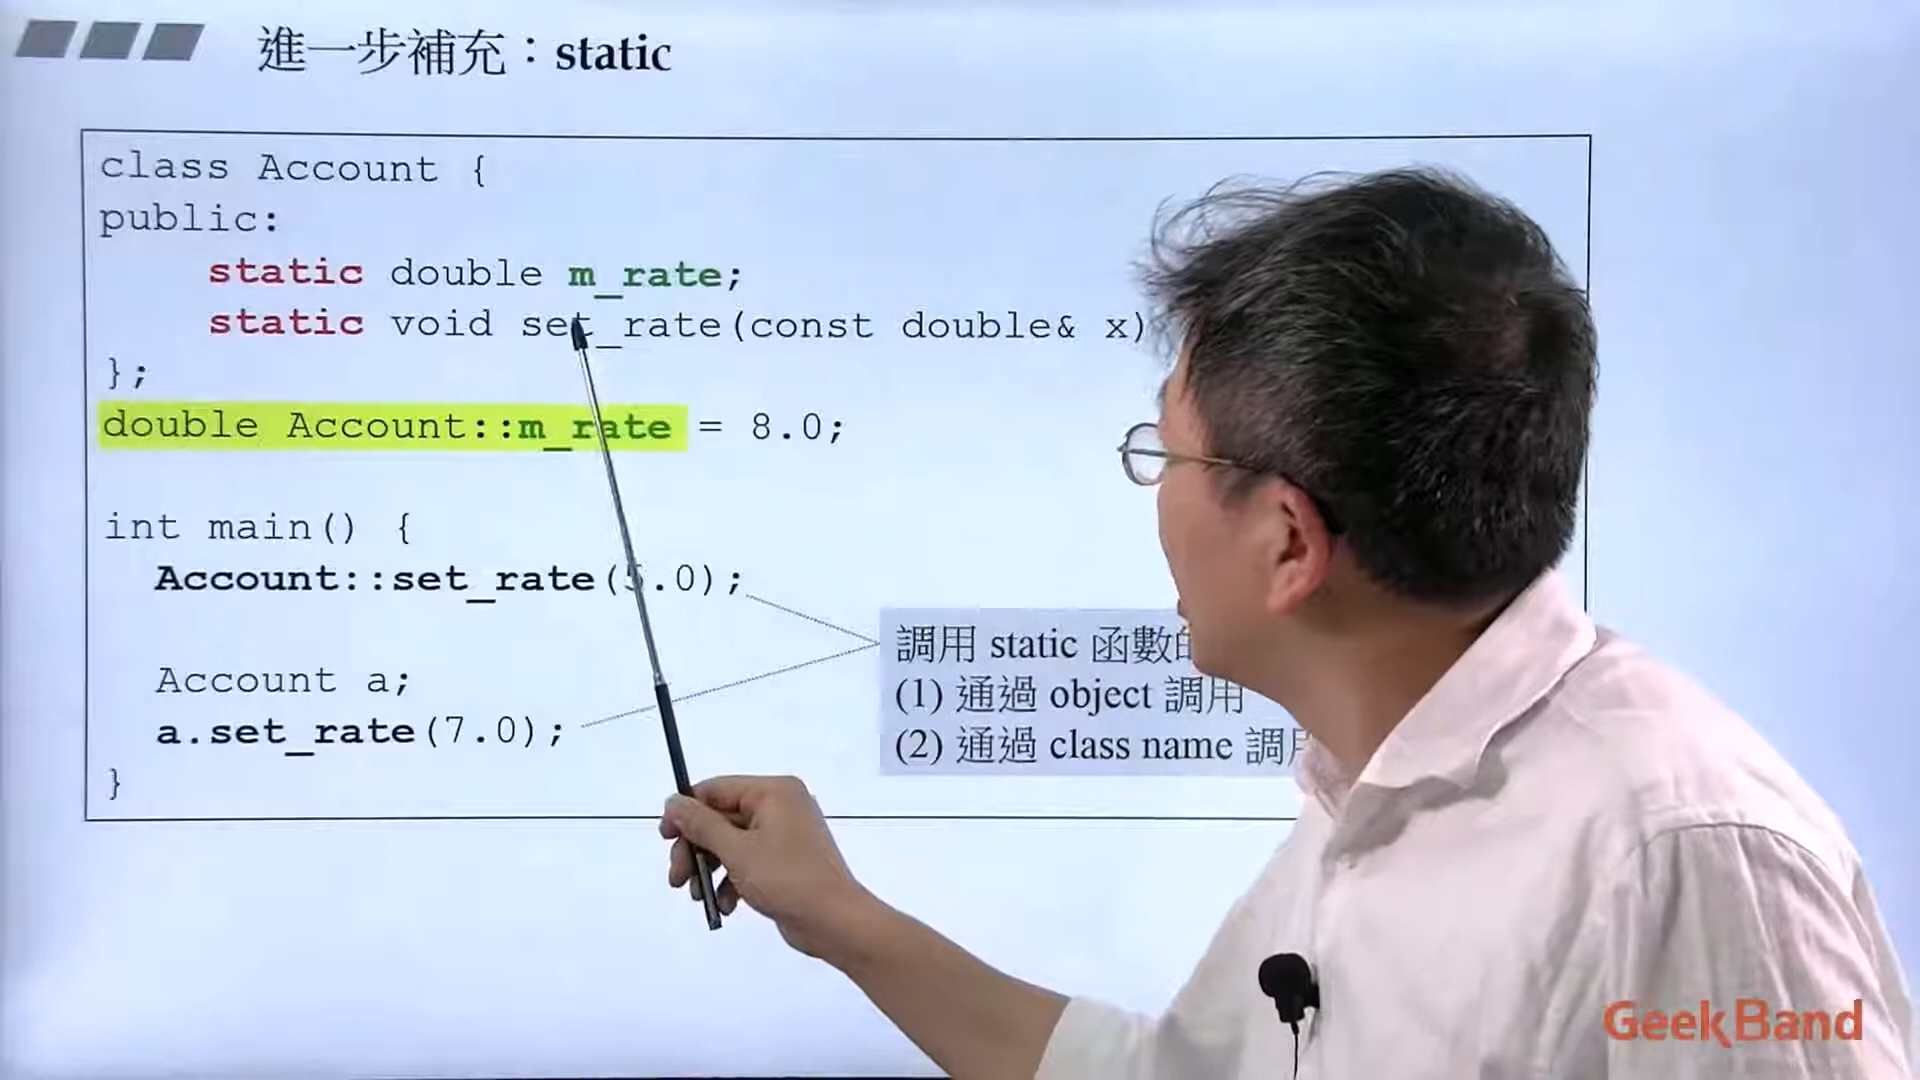 進一步補充：static
class Account {
public:
static double m_rate;
static void set_rate(const double& x)
};
double Account::m_rate = 8.0;
int main() {
Account::set_rate(5.0);
Account a;
a.set_rate(7.0);
}
調用 static 函數的
(1) 通過 object 調用
(2) 通過 class name 調用
GeekBand